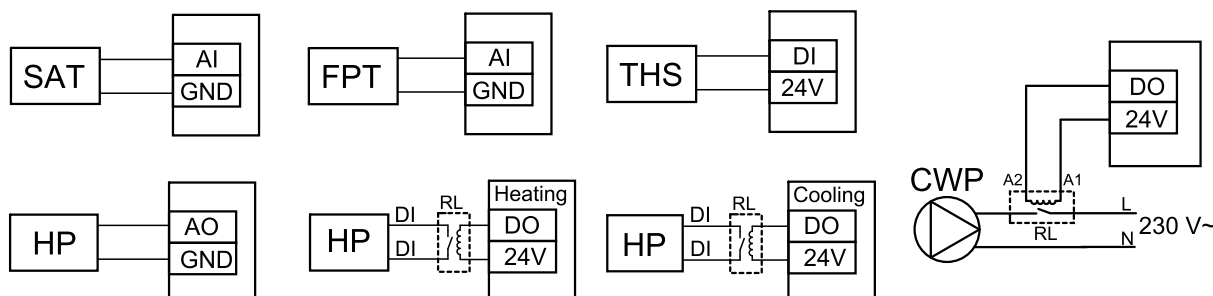 SAT
AI
GND
FPT
AI
GND
THS
DI
24V
DO
24V
CWP
A2
A1
RL
L
N
230 V~
HP
AO
GND
HP
DI
DI
RL
Heating
DO
24V
HP
DI
DI
RL
Cooling
DO
24V